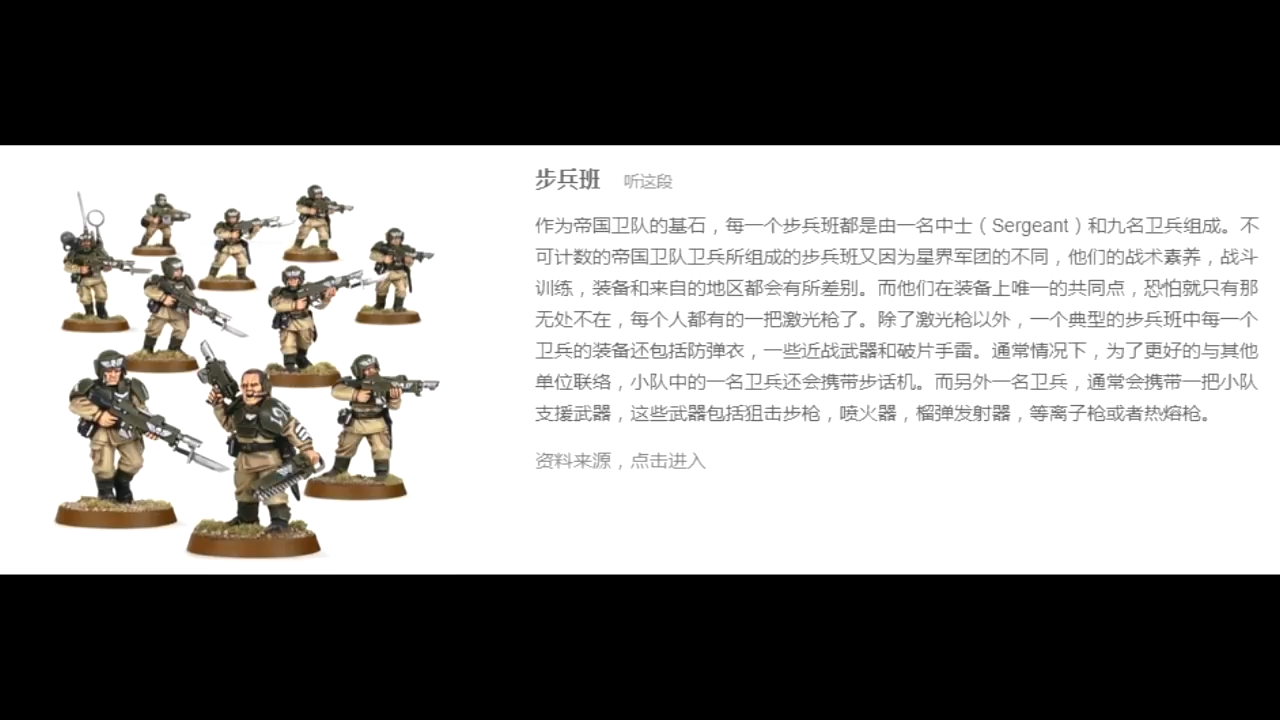 步兵班 听这段
作为帝国卫队的基石，每一个步兵班都是由一名中士（Sergeant）和九名卫兵组成。不
可计数的帝国卫队卫兵所组成的步兵班又因为星界军团的不同，他们的战术素养，战斗
训练，装备和来自的地区都会有所差别。而他们在装备上唯一的共同点，恐怕就只有那
无处不在，每个人都有的一把激光枪了。除了激光枪以外，一个典型的步兵班中每一个
卫兵的装备还包括防弹衣，一些近战武器和破片手雷。通常情况下，为了更好的与其他
单位联络，小队中的一名卫兵还会携带步话机。而另外一名卫兵，通常会携带一把小队
支援武器，这些武器包括狙击步枪，喷火器，榴弹发射器，等离子枪或者热熔枪。
资料来源，点击进入